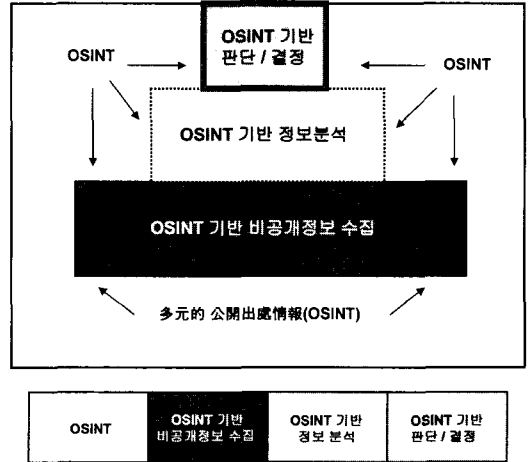 OSINT 기반
판단 / 결정
OSINT
OSINT
OSINT 기반 정보분석
OSINT 기반 비공개정보 수집
多元的 公開出處情報(OSINT)
OSINT
OSINT 기반
비공개정보 수집
OSINT 기반
정보 분석
OSINT 기반
판단 / 결정